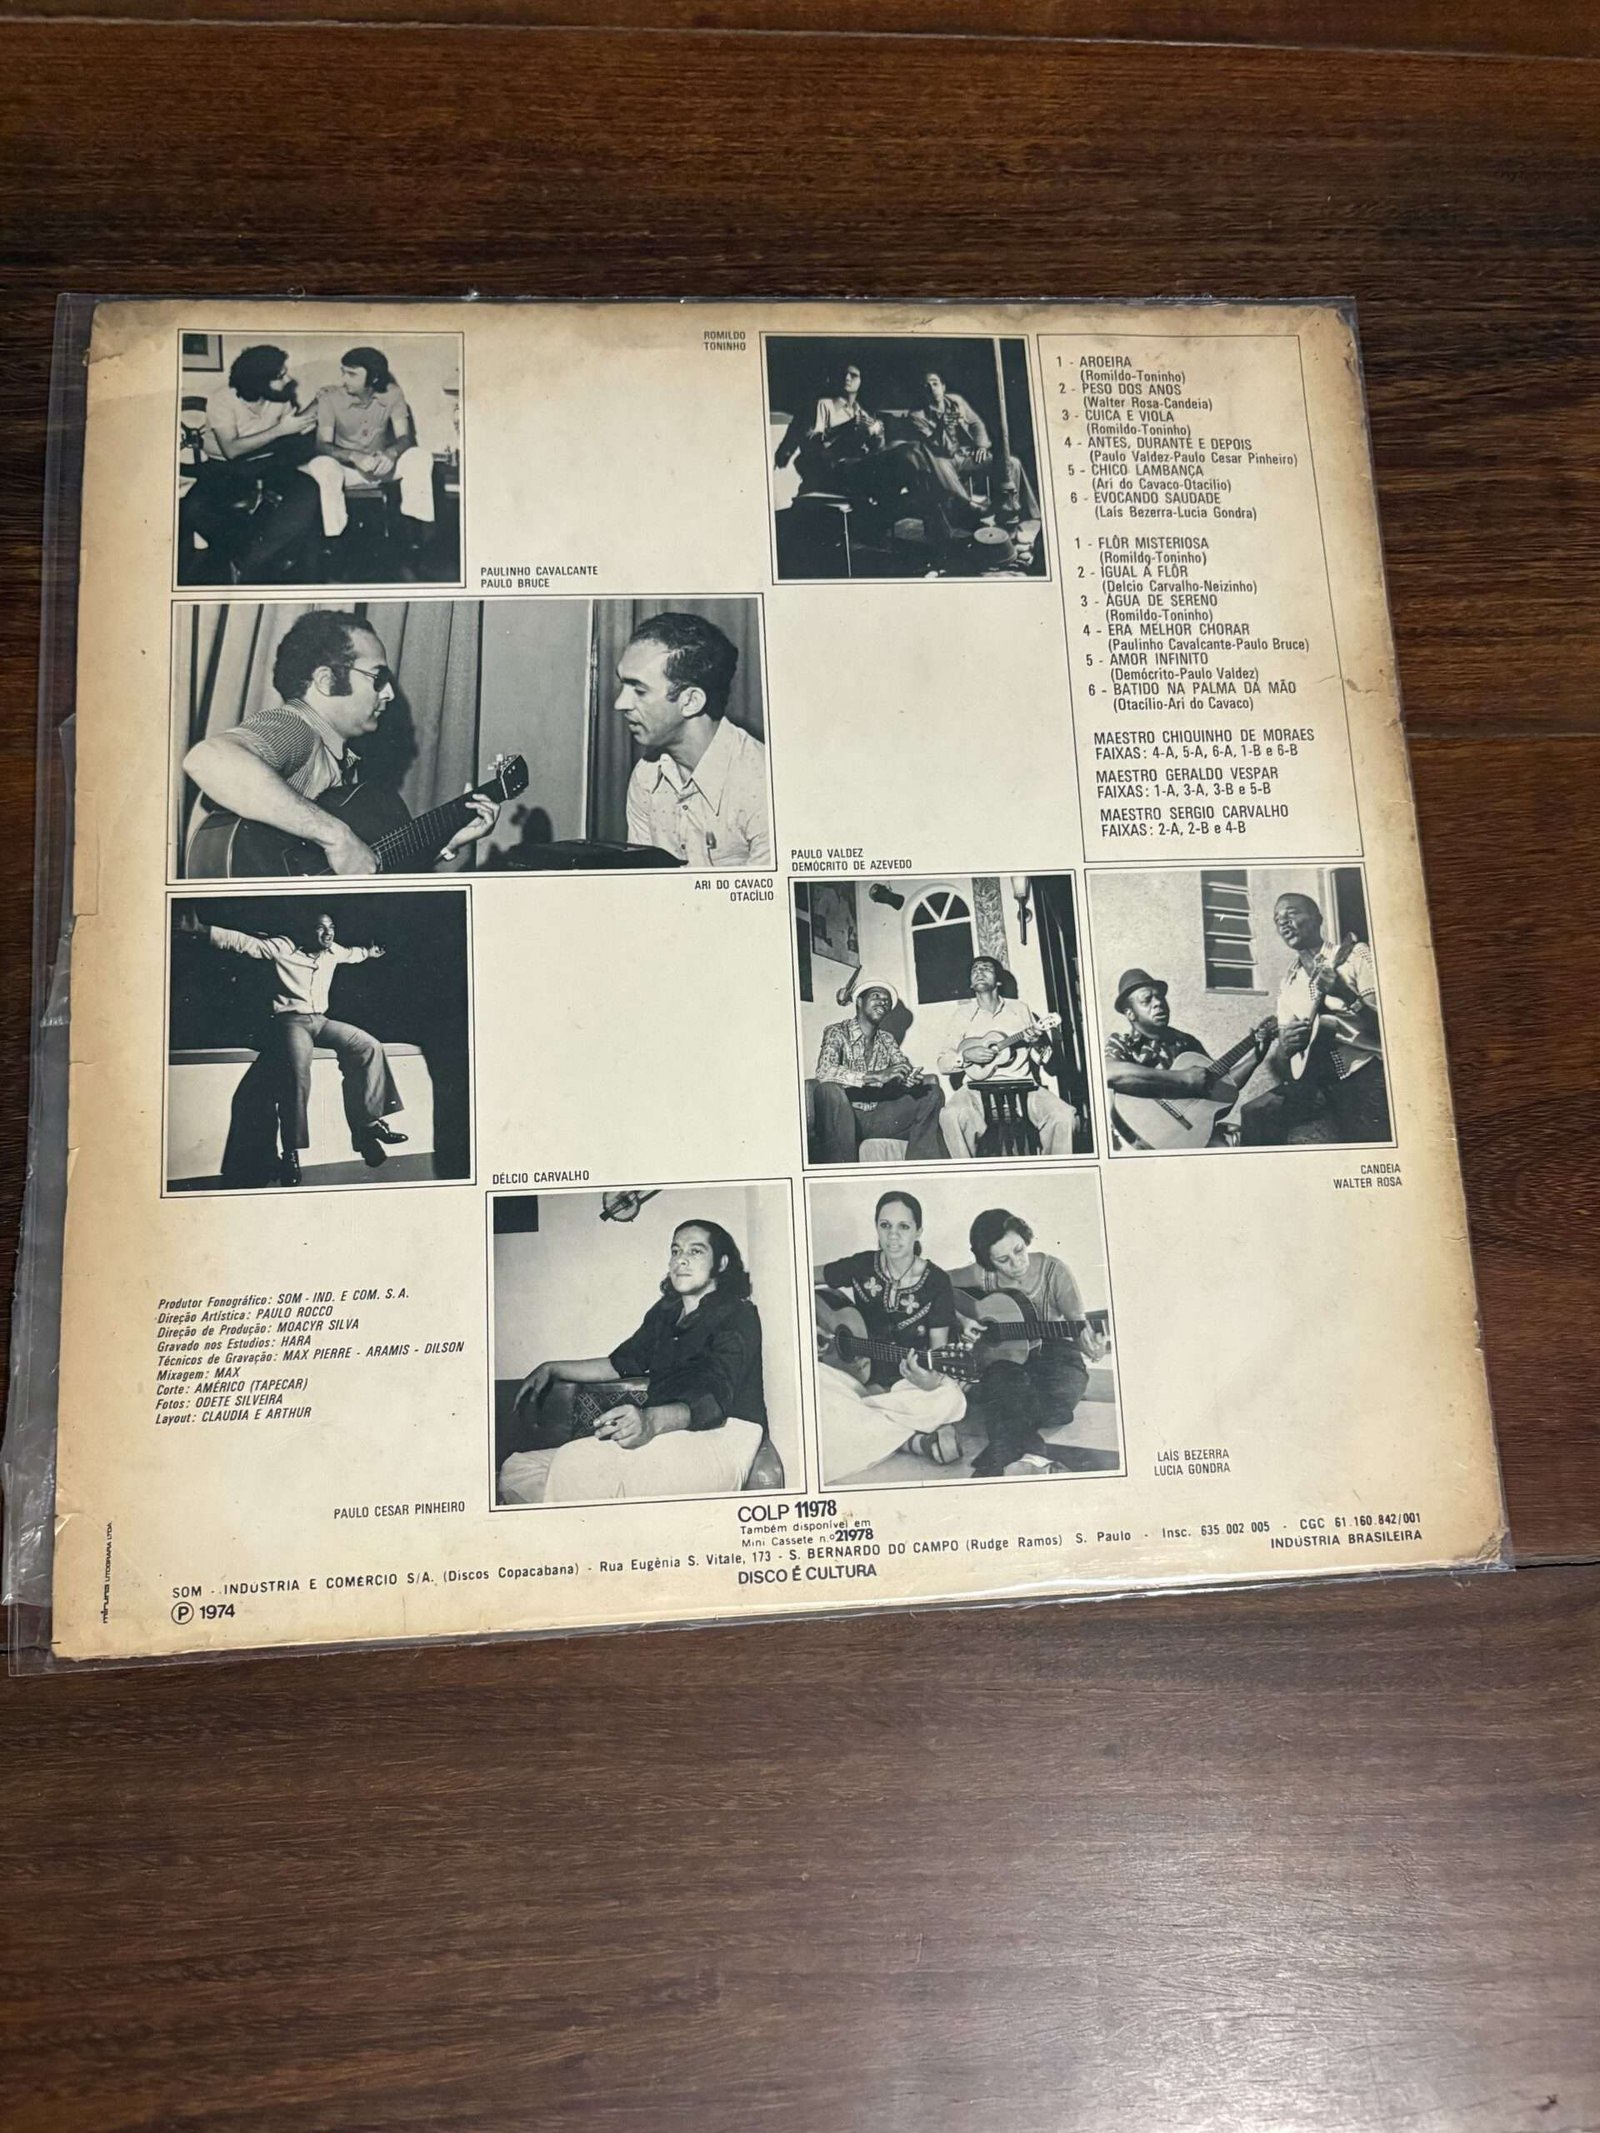 ROMILDO
TONINHO
PAULINHO CAVALCANTE
PAULO BRUCE
1 - AROEIRA
(Romildo-Toninho)
2 - PESO DOS ANOS
(Walter Rosa-Candeia)
3 - CUICA E VIOLA
(Romildo-Toninho)
4 - ANTES, DURANTE E DEPOIS
(Paulo Valdez-Paulo Cesar Pinheiro)
5 - CHICO LAMBANÇA
(Ari do Cavaco-Otacílio)
6 - EVOCANDO SAUDADE
(Laís Bezerra-Lucia Gondra)
1 - FLÔR MISTERIOSA
(Romildo-Toninho)
2 - IGUAL À FLÔR
(Delcio Carvalho-Neizinho)
3 - ÁGUA DE SERENO
(Romildo-Toninho)
4 - ERA MELHOR CHORAR
(Paulinho Cavalcante-Paulo Bruce)
5 - AMOR INFINITO
(Demócrito-Paulo Valdez)
6 - BATIDO NA PALMA DA MÃO
(Otacílio-Ari do Cavaco)
MAESTRO CHIQUINHO DE MORAES
FAIXAS: 4-A, 5-A, 6-A, 1-B e 6-B
MAESTRO GERALDO VESPAR
FAIXAS: 1-A, 3-A, 3-B e 5-B
MAESTRO SERGIO CARVALHO
FAIXAS: 2-A, 2-B e 4-B
PAULO VALDEZ
DEMÓCRITO DE AZEVEDO
ARI DO CAVACO
OTACÍLIO
DÉLCIO CARVALHO
CANDEIA
WALTER ROSA
Produtor Fonográfico: SOM - IND. E COM. S.A.
Direção Artística: PAULO ROCCO
Direção de Produção: MOACYR SILVA
Gravado nos Estudios: HARA
Técnicos de Gravação: MAX PIERRE - ARAMIS - DILSON
Mixagem: MAX
Corte: AMÉRICO (TAPECAR)
Fotos: ODETE SILVEIRA
Layout: CLAUDIA E ARTHUR
LAÍS BEZERRA
LUCIA GONDRA
PAULO CESAR PINHEIRO
COLP 11978
Também disponível em
Mini Cassete n.º 21978
SOM - INDÚSTRIA E COMÉRCIO S/A. (Discos Copacabana) - Rua Eugênia S. Vitale, 173 - S. BERNARDO DO CAMPO (Rudge Ramos) S. Paulo - Insc. 635.002.005 - CGC 61.160.842/001
INDÚSTRIA BRASILEIRA
DISCO É CULTURA
Ⓟ 1974